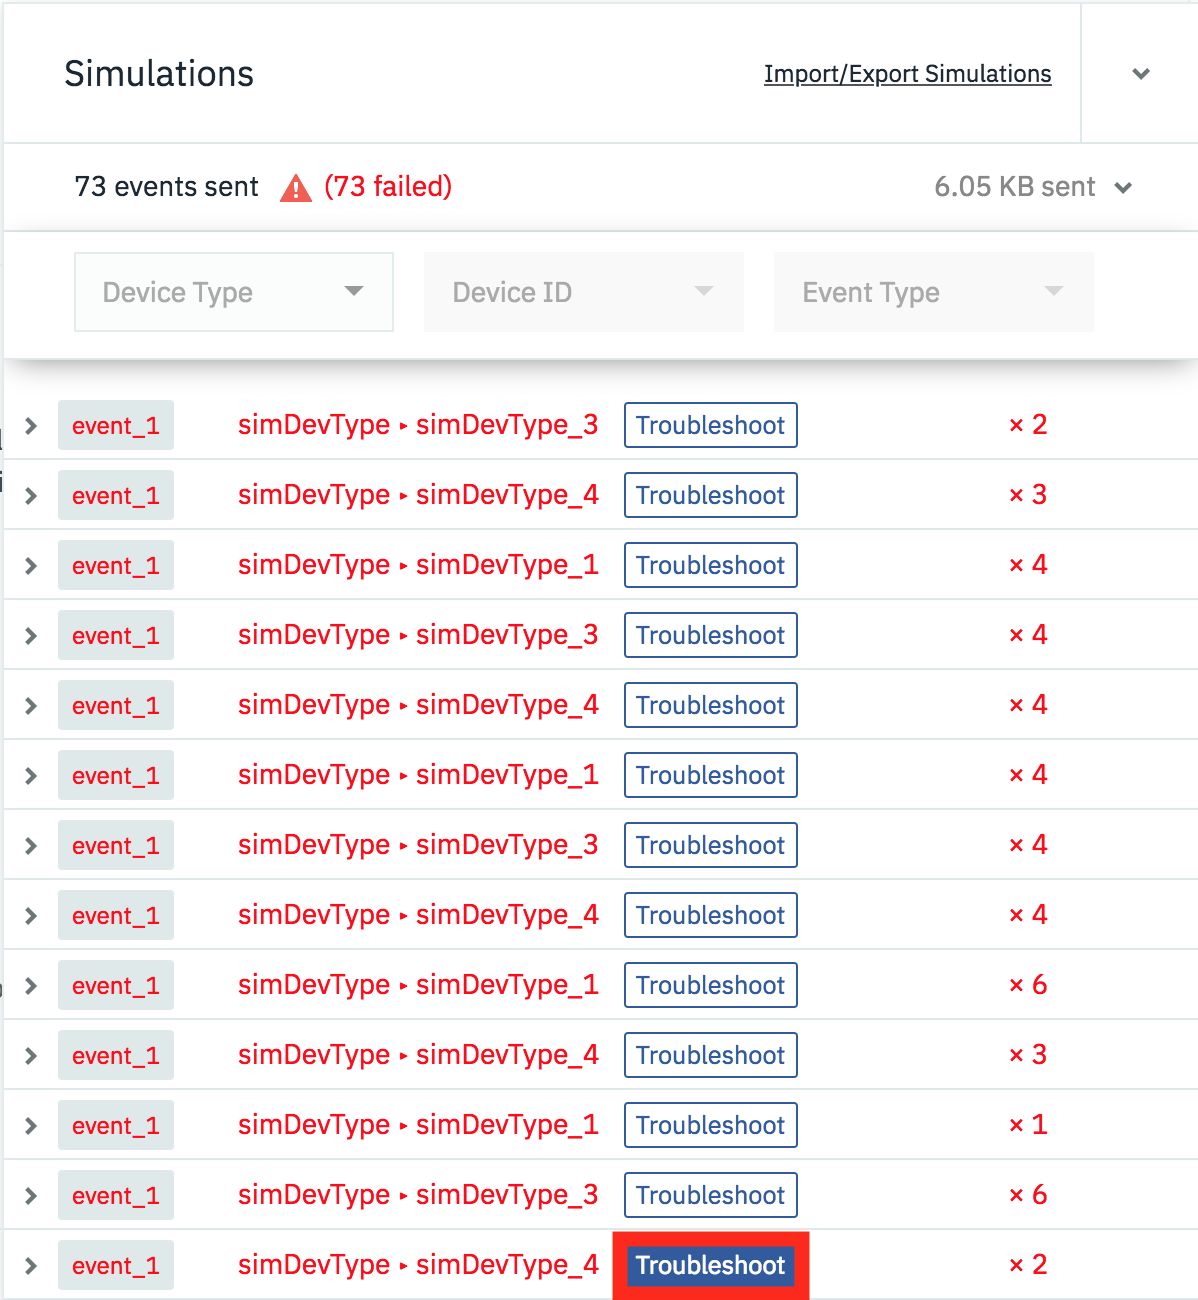 Simulations Import/Export Simulations
73 events sent (73 failed) 6.05 KB sent
Device Type Device ID Event Type
event_1 simDevType ▸ simDevType_3 Troubleshoot × 2
event_1 simDevType ▸ simDevType_4 Troubleshoot × 3
event_1 simDevType ▸ simDevType_1 Troubleshoot × 4
event_1 simDevType ▸ simDevType_3 Troubleshoot × 4
event_1 simDevType ▸ simDevType_4 Troubleshoot × 4
event_1 simDevType ▸ simDevType_1 Troubleshoot × 4
event_1 simDevType ▸ simDevType_3 Troubleshoot × 4
event_1 simDevType ▸ simDevType_4 Troubleshoot × 4
event_1 simDevType ▸ simDevType_1 Troubleshoot × 6
event_1 simDevType ▸ simDevType_4 Troubleshoot × 3
event_1 simDevType ▸ simDevType_1 Troubleshoot × 1
event_1 simDevType ▸ simDevType_3 Troubleshoot × 6
event_1 simDevType ▸ simDevType_4 Troubleshoot × 2